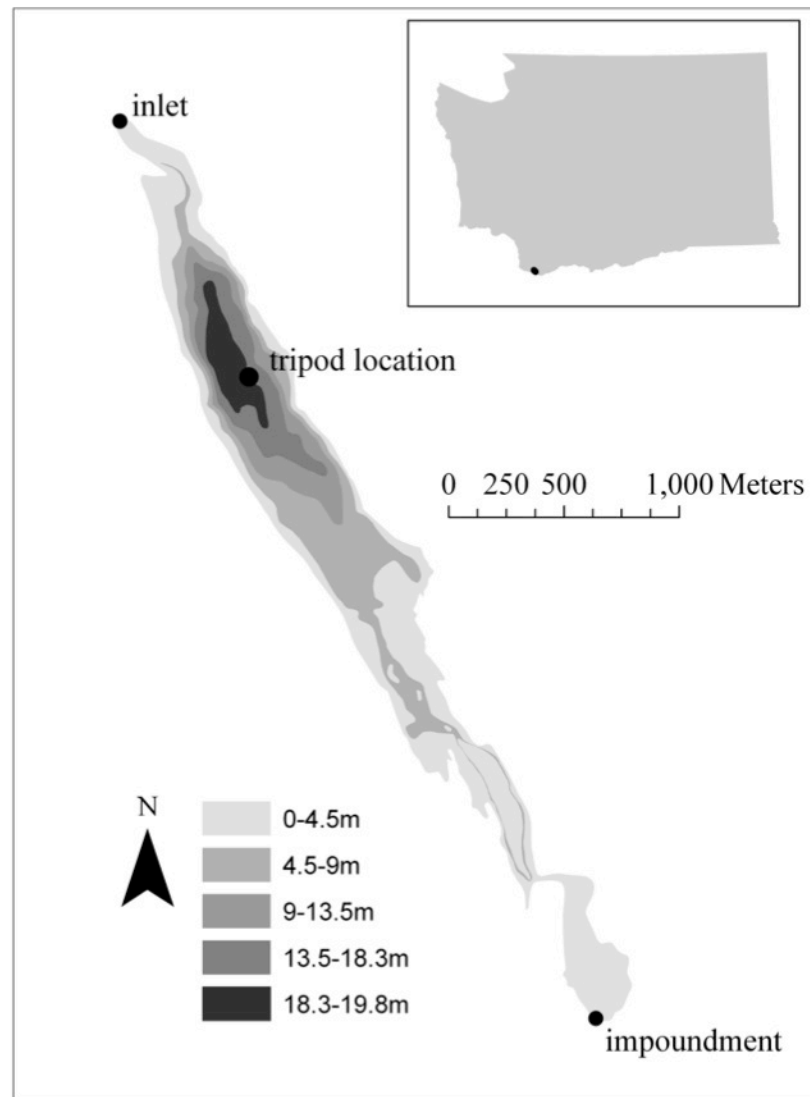 inlet
tripod location
0 250 500 1,000 Meters
N
0-4.5m
4.5-9m
9-13.5m
13.5-18.3m
18.3-19.8m
impoundment